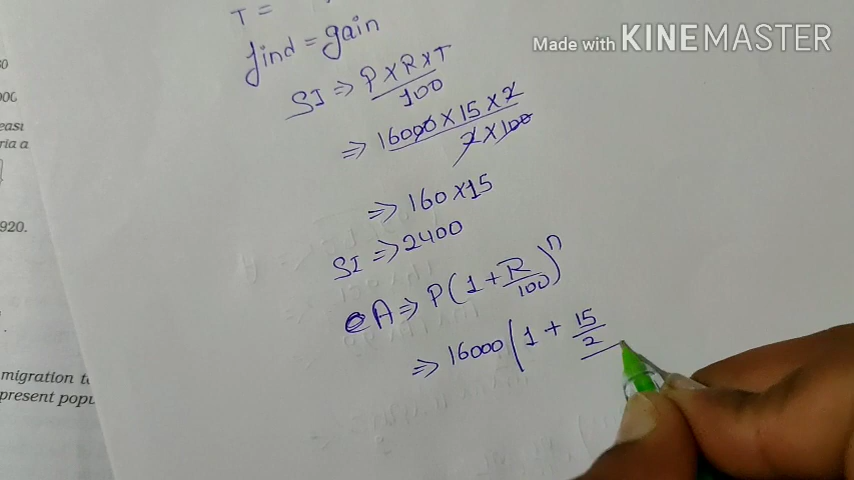 T =
find = gain
Made with KINEMASTER
SI ⇒ P×R×T/100
⇒ 16000 × 15 × 2 / 2 × 100
⇒ 160 × 15
SI ⇒ 2400
A ⇒ P(1 + R/100)^n
⇒ 16000 (1 + 15/2
920.
migration t
present popu